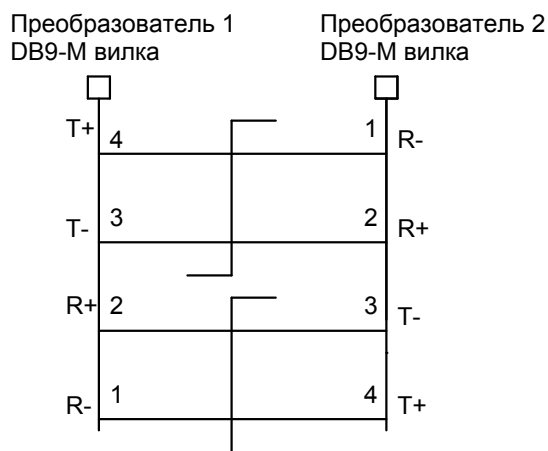 Преобразователь 1
DB9-M вилка
Преобразователь 2
DB9-M вилка
T+ 4 1 R-
T- 3 2 R+
R+ 2 3 T-
R- 1 4 T+